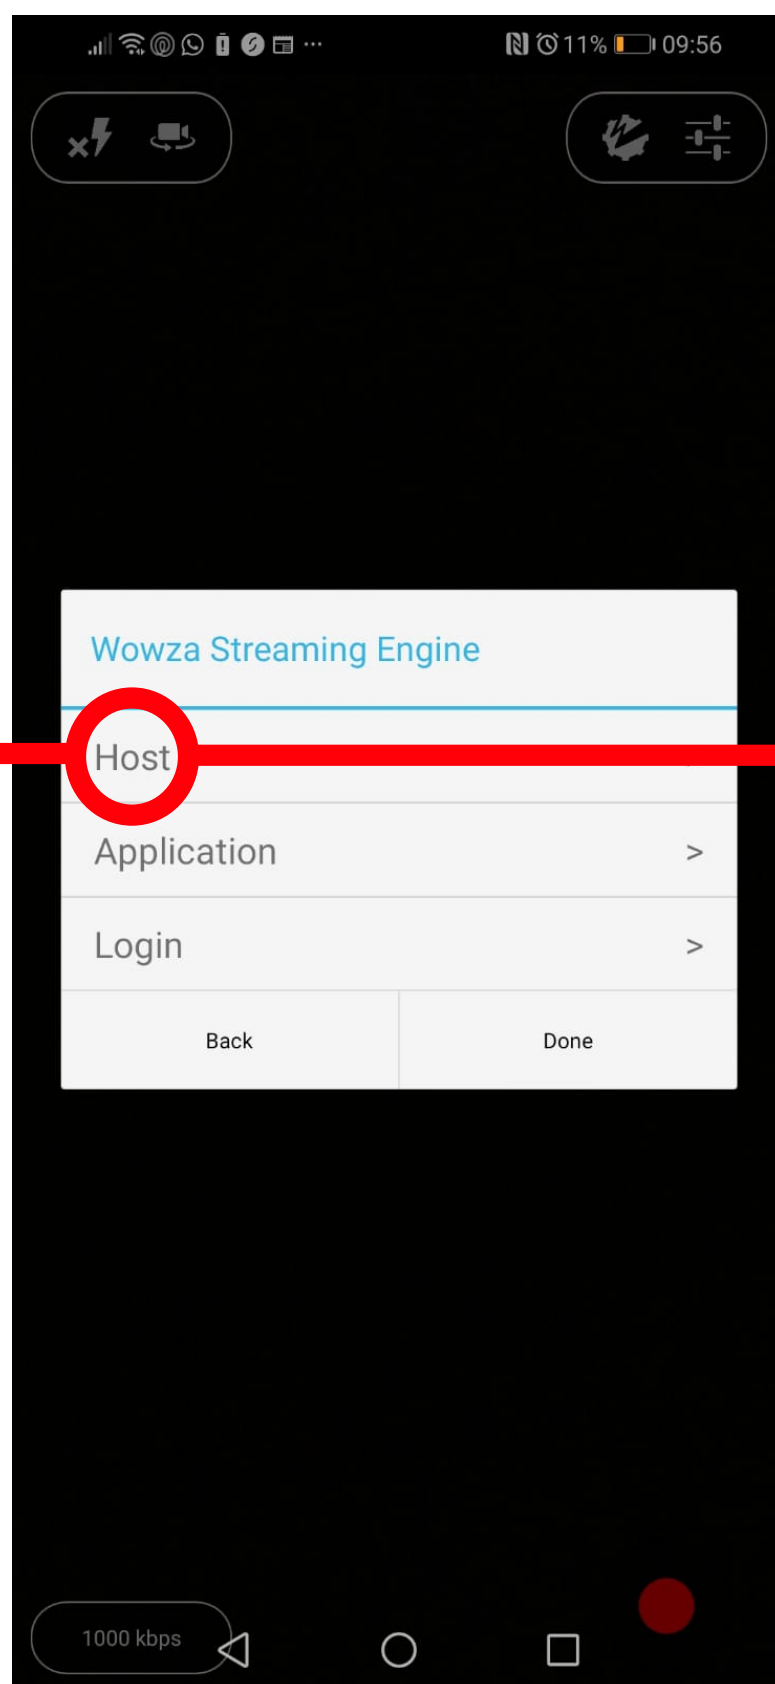 11% 09:56
Wowza Streaming Engine
Host
Application >
Login >
Back Done
1000 kbps